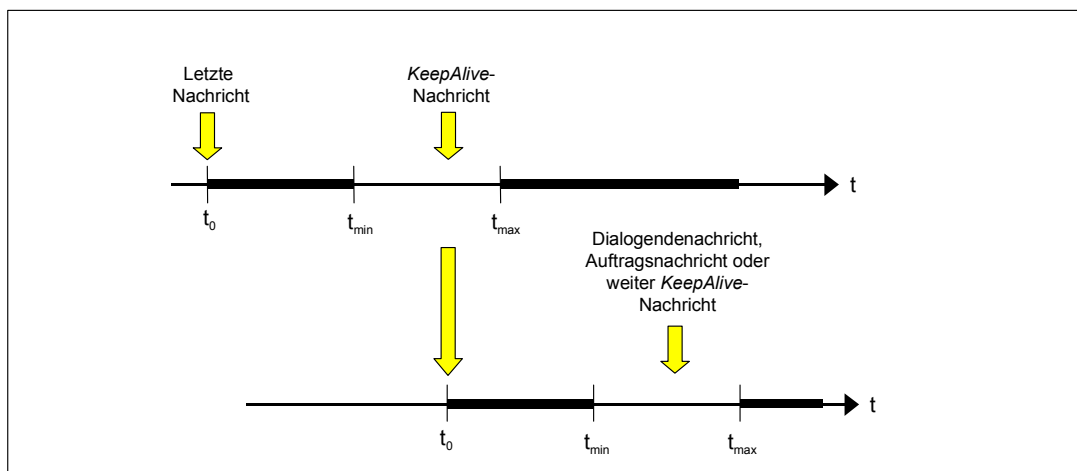 Letzte
Nachricht
KeepAlive-
Nachricht
t
t0
tmin
tmax
Dialogendenachricht,
Auftragsnachricht oder
weiter KeepAlive-
Nachricht
t
t0
tmin
tmax